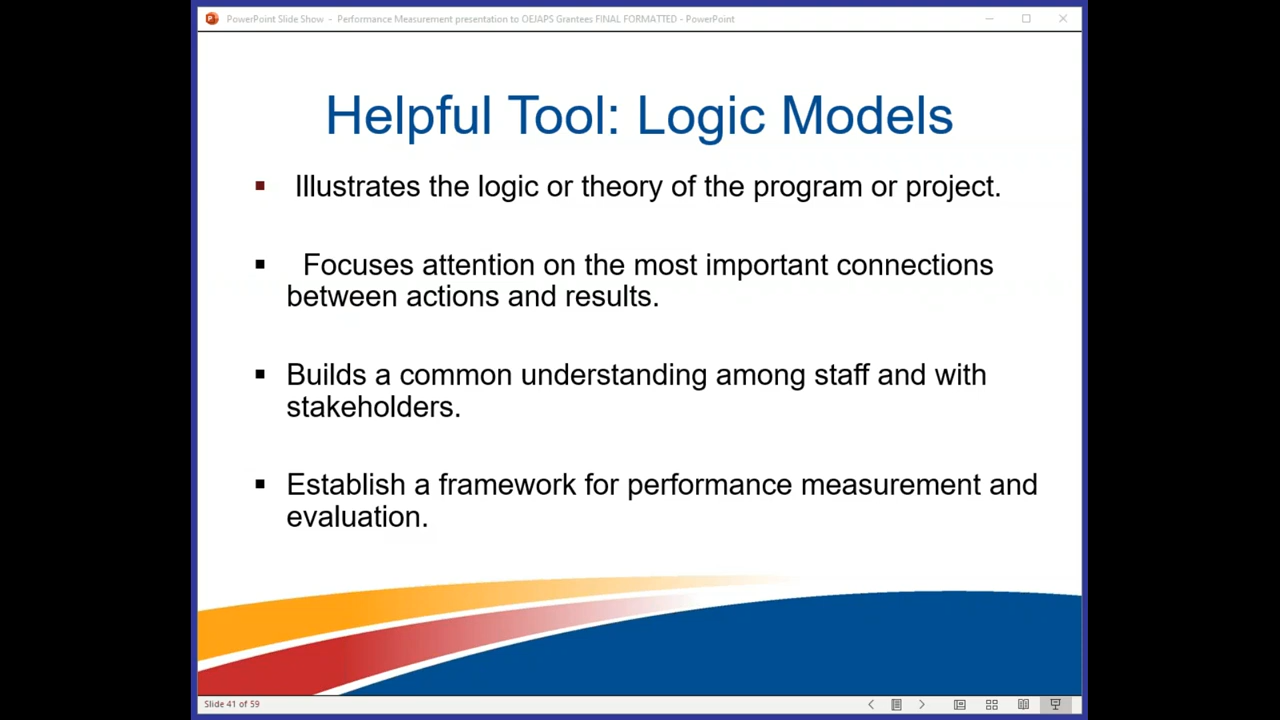 PowerPoint Slide Show - Performance Measurement presentation to OEJAPS Grantees FINAL FORMATTED - PowerPoint
Helpful Tool: Logic Models
▪ Illustrates the logic or theory of the program or project.
▪ Focuses attention on the most important connections
between actions and results.
▪ Builds a common understanding among staff and with
stakeholders.
▪ Establish a framework for performance measurement and
evaluation.
Slide 41 of 59